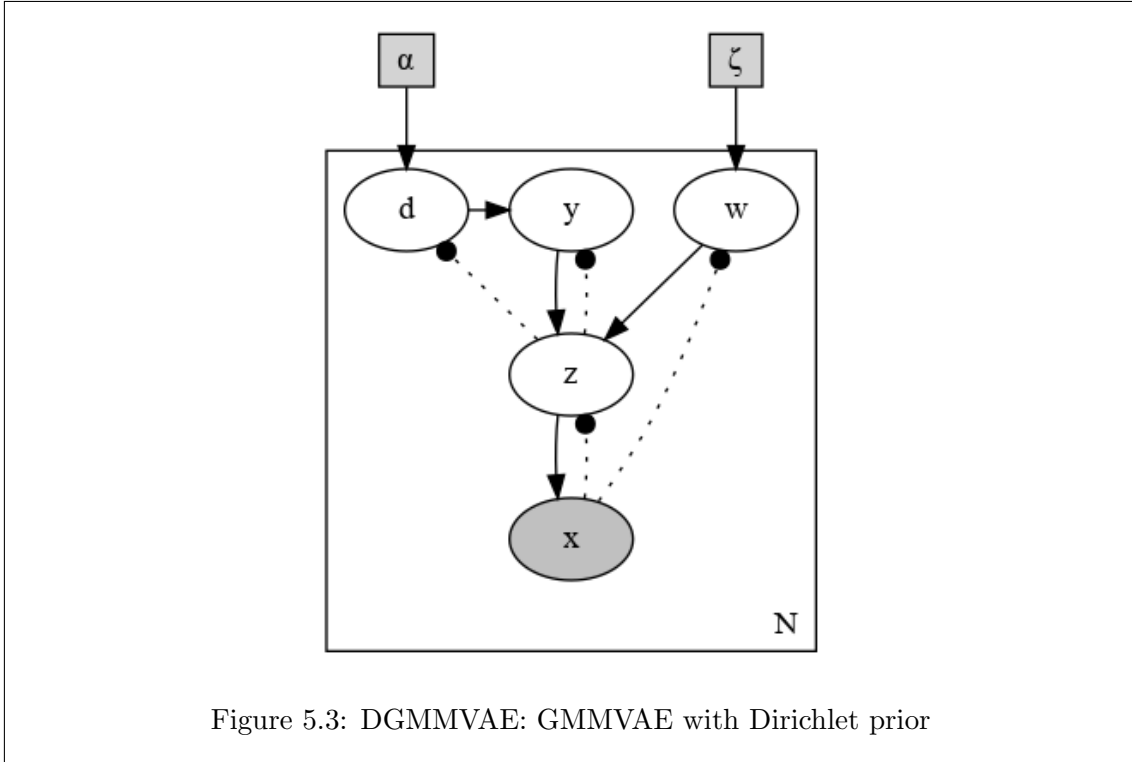 α ζ
d y w
z
x
N
Figure 5.3: DGMMVAE: GMMVAE with Dirichlet prior